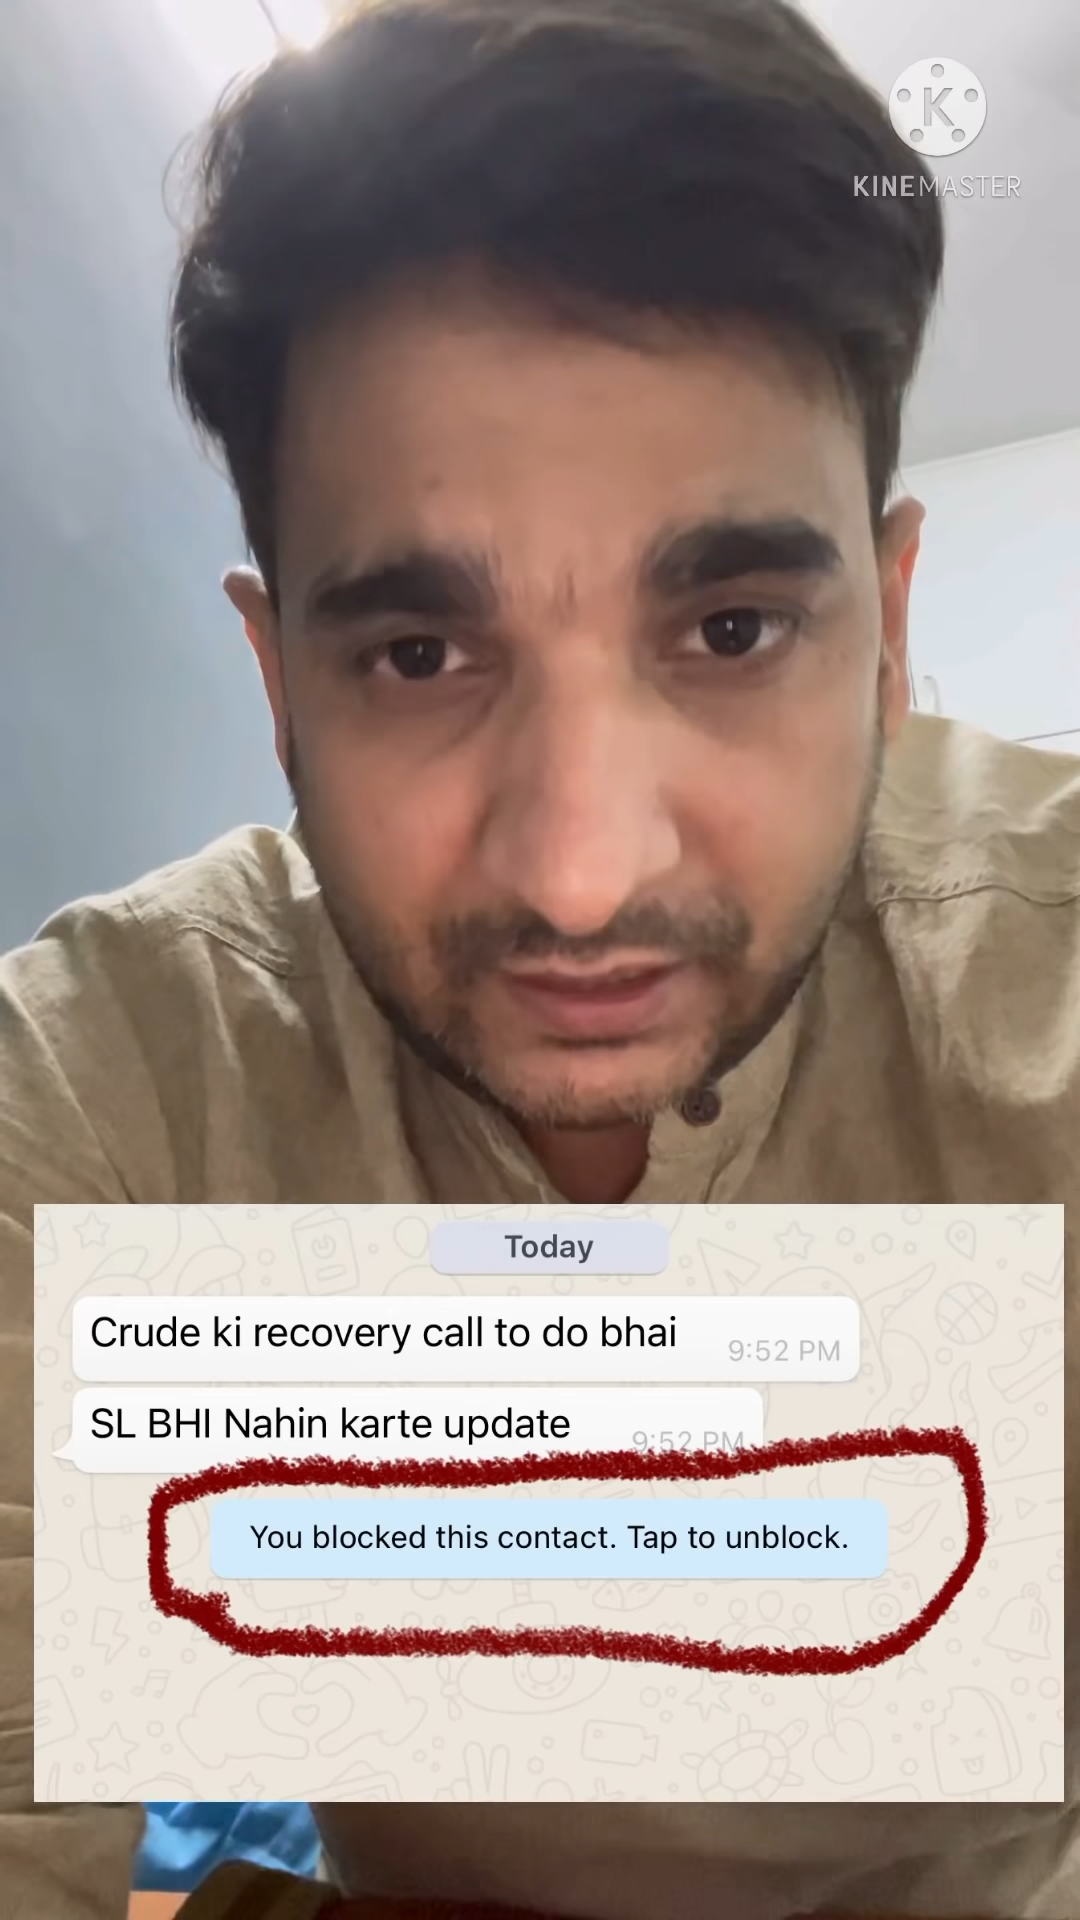 K
KINEMASTER
Today
Crude ki recovery call to do bhai
9:52 PM
SL BHI Nahin karte update
9:52 PM
You blocked this contact. Tap to unblock.